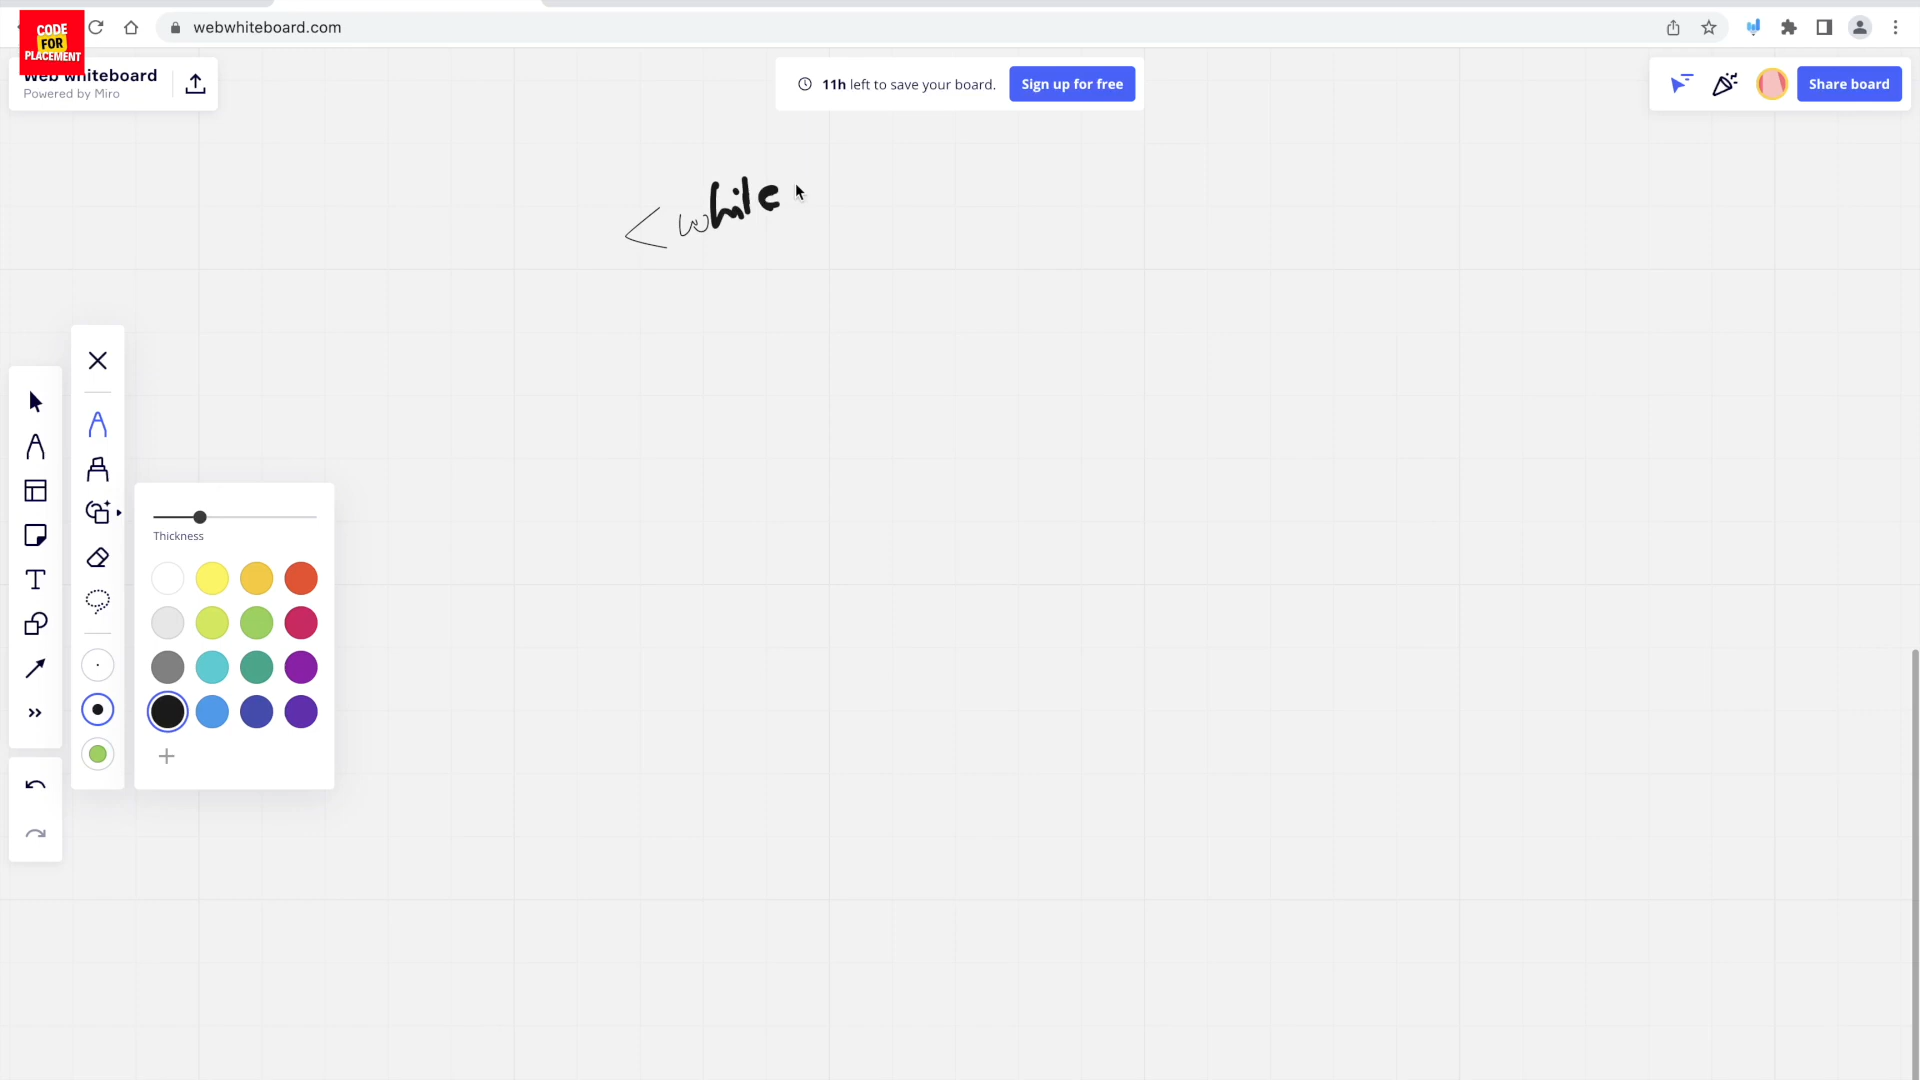 CODE
FOR
PLACEMENT
webwhiteboard.com
Web whiteboard
Powered by Miro
11h left to save your board.
Sign up for free
Share board
< while
Thickness